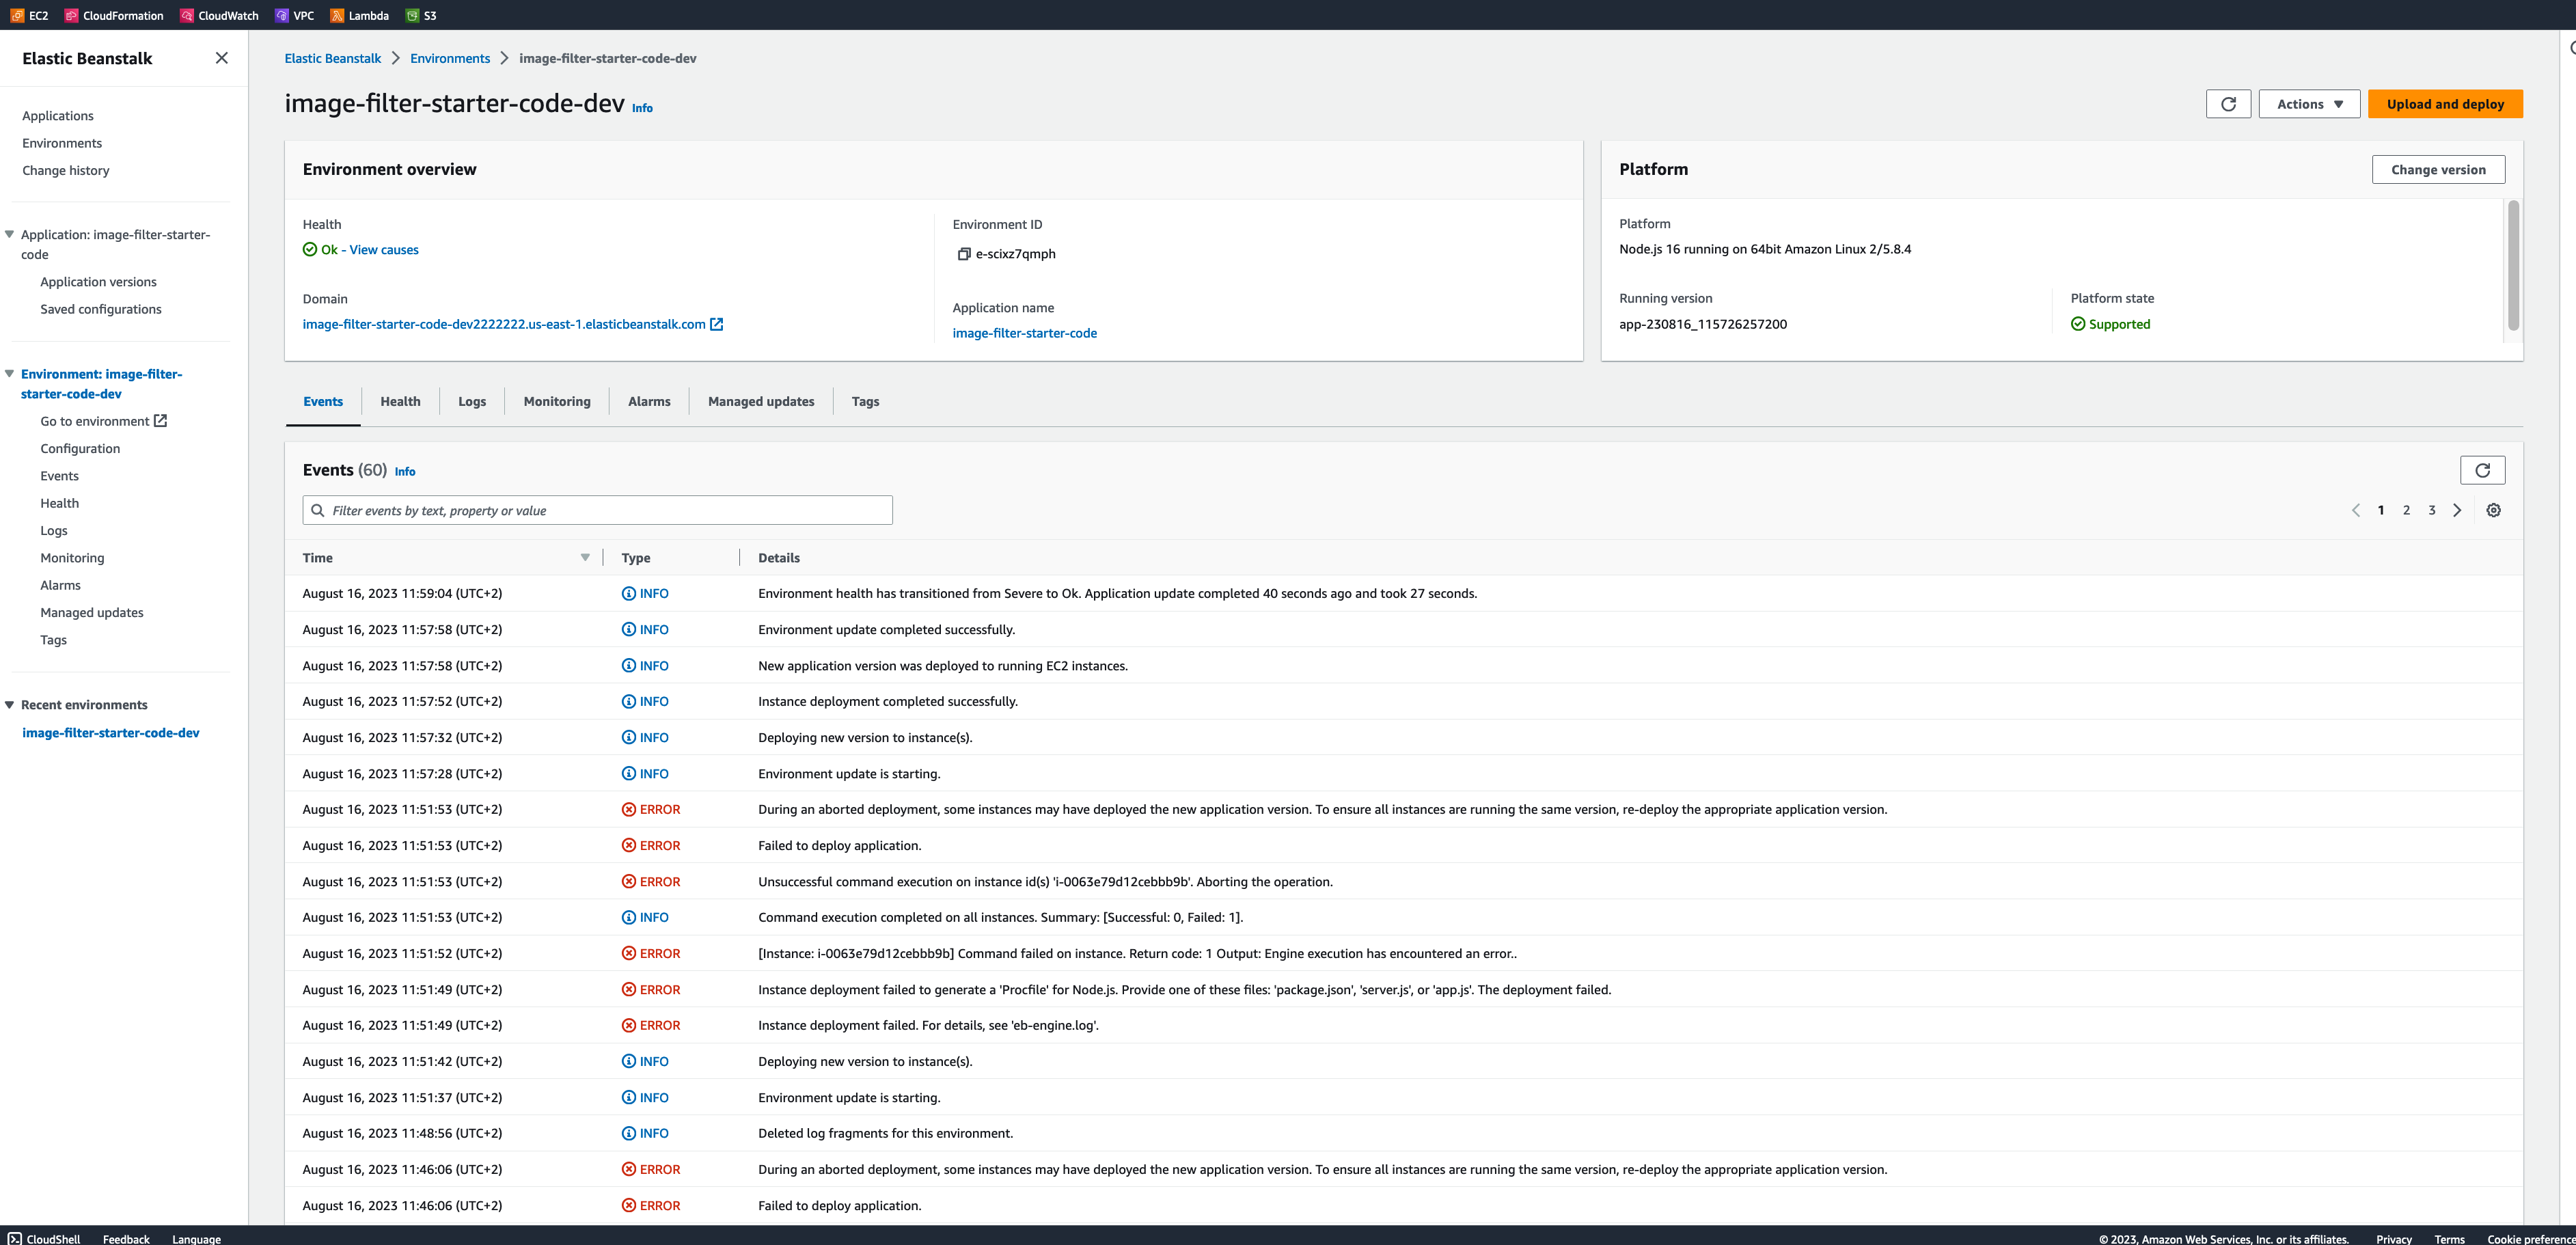 EC2 CloudFormation CloudWatch VPC Lambda S3
Elastic Beanstalk
Applications
Environments
Change history
Application: image-filter-starter-
code
Application versions
Saved configurations
Environment: image-filter-
starter-code-dev
Go to environment
Configuration
Events
Health
Logs
Monitoring
Alarms
Managed updates
Tags
Recent environments
image-filter-starter-code-dev
Elastic Beanstalk > Environments > image-filter-starter-code-dev
image-filter-starter-code-dev Info
Actions Upload and deploy
Environment overview
Health
Ok - View causes
Domain
image-filter-starter-code-dev2222222.us-east-1.elasticbeanstalk.com
Environment ID
e-scixz7qmph
Application name
image-filter-starter-code
Platform Change version
Platform
Node.js 16 running on 64bit Amazon Linux 2/5.8.4
Running version
app-230816_115726257200
Platform state
Supported
Events Health Logs Monitoring Alarms Managed updates Tags
Events (60) Info
Filter events by text, property or value
1 2 3
Time Type Details
August 16, 2023 11:59:04 (UTC+2) INFO Environment health has transitioned from Severe to Ok. Application update completed 40 seconds ago and took 27 seconds.
August 16, 2023 11:57:58 (UTC+2) INFO Environment update completed successfully.
August 16, 2023 11:57:58 (UTC+2) INFO New application version was deployed to running EC2 instances.
August 16, 2023 11:57:52 (UTC+2) INFO Instance deployment completed successfully.
August 16, 2023 11:57:32 (UTC+2) INFO Deploying new version to instance(s).
August 16, 2023 11:57:28 (UTC+2) INFO Environment update is starting.
August 16, 2023 11:51:53 (UTC+2) ERROR During an aborted deployment, some instances may have deployed the new application version. To ensure all instances are running the same version, re-deploy the appropriate application version.
August 16, 2023 11:51:53 (UTC+2) ERROR Failed to deploy application.
August 16, 2023 11:51:53 (UTC+2) ERROR Unsuccessful command execution on instance id(s) 'i-0063e79d12cebbb9b'. Aborting the operation.
August 16, 2023 11:51:53 (UTC+2) INFO Command execution completed on all instances. Summary: [Successful: 0, Failed: 1].
August 16, 2023 11:51:52 (UTC+2) ERROR [Instance: i-0063e79d12cebbb9b] Command failed on instance. Return code: 1 Output: Engine execution has encountered an error..
August 16, 2023 11:51:49 (UTC+2) ERROR Instance deployment failed to generate a 'Procfile' for Node.js. Provide one of these files: 'package.json', 'server.js', or 'app.js'. The deployment failed.
August 16, 2023 11:51:49 (UTC+2) ERROR Instance deployment failed. For details, see 'eb-engine.log'.
August 16, 2023 11:51:42 (UTC+2) INFO Deploying new version to instance(s).
August 16, 2023 11:51:37 (UTC+2) INFO Environment update is starting.
August 16, 2023 11:48:56 (UTC+2) INFO Deleted log fragments for this environment.
August 16, 2023 11:46:06 (UTC+2) ERROR During an aborted deployment, some instances may have deployed the new application version. To ensure all instances are running the same version, re-deploy the appropriate application version.
August 16, 2023 11:46:06 (UTC+2) ERROR Failed to deploy application.
CloudShell Feedback Language © 2023, Amazon Web Services, Inc. or its affiliates. Privacy Terms Cookie preference